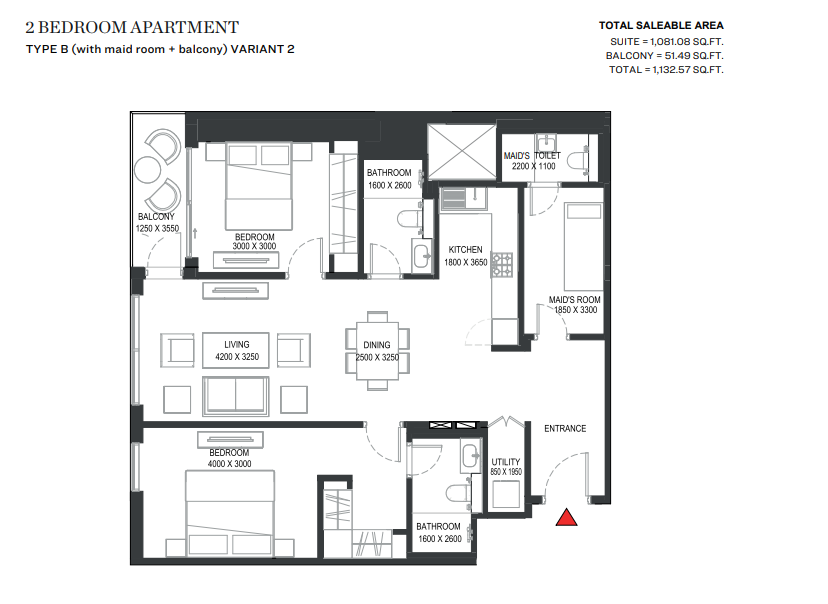 2 BEDROOM APARTMENT
TYPE B (with maid room + balcony) VARIANT 2
TOTAL SALEABLE AREA
SUITE = 1,081.08 SQ.FT.
BALCONY = 51.49 SQ.FT.
TOTAL = 1,132.57 SQ.FT.
MAID'S TOILET
2200 X 1100
BATHROOM
1600 X 2600
BALCONY
1250 X 3550
BEDROOM
3000 X 3000
KITCHEN
1800 X 3650
MAID'S ROOM
1850 X 3300
LIVING
4200 X 3250
DINING
2500 X 3250
ENTRANCE
BEDROOM
4000 X 3000
UTILITY
850 X 1950
BATHROOM
1600 X 2600